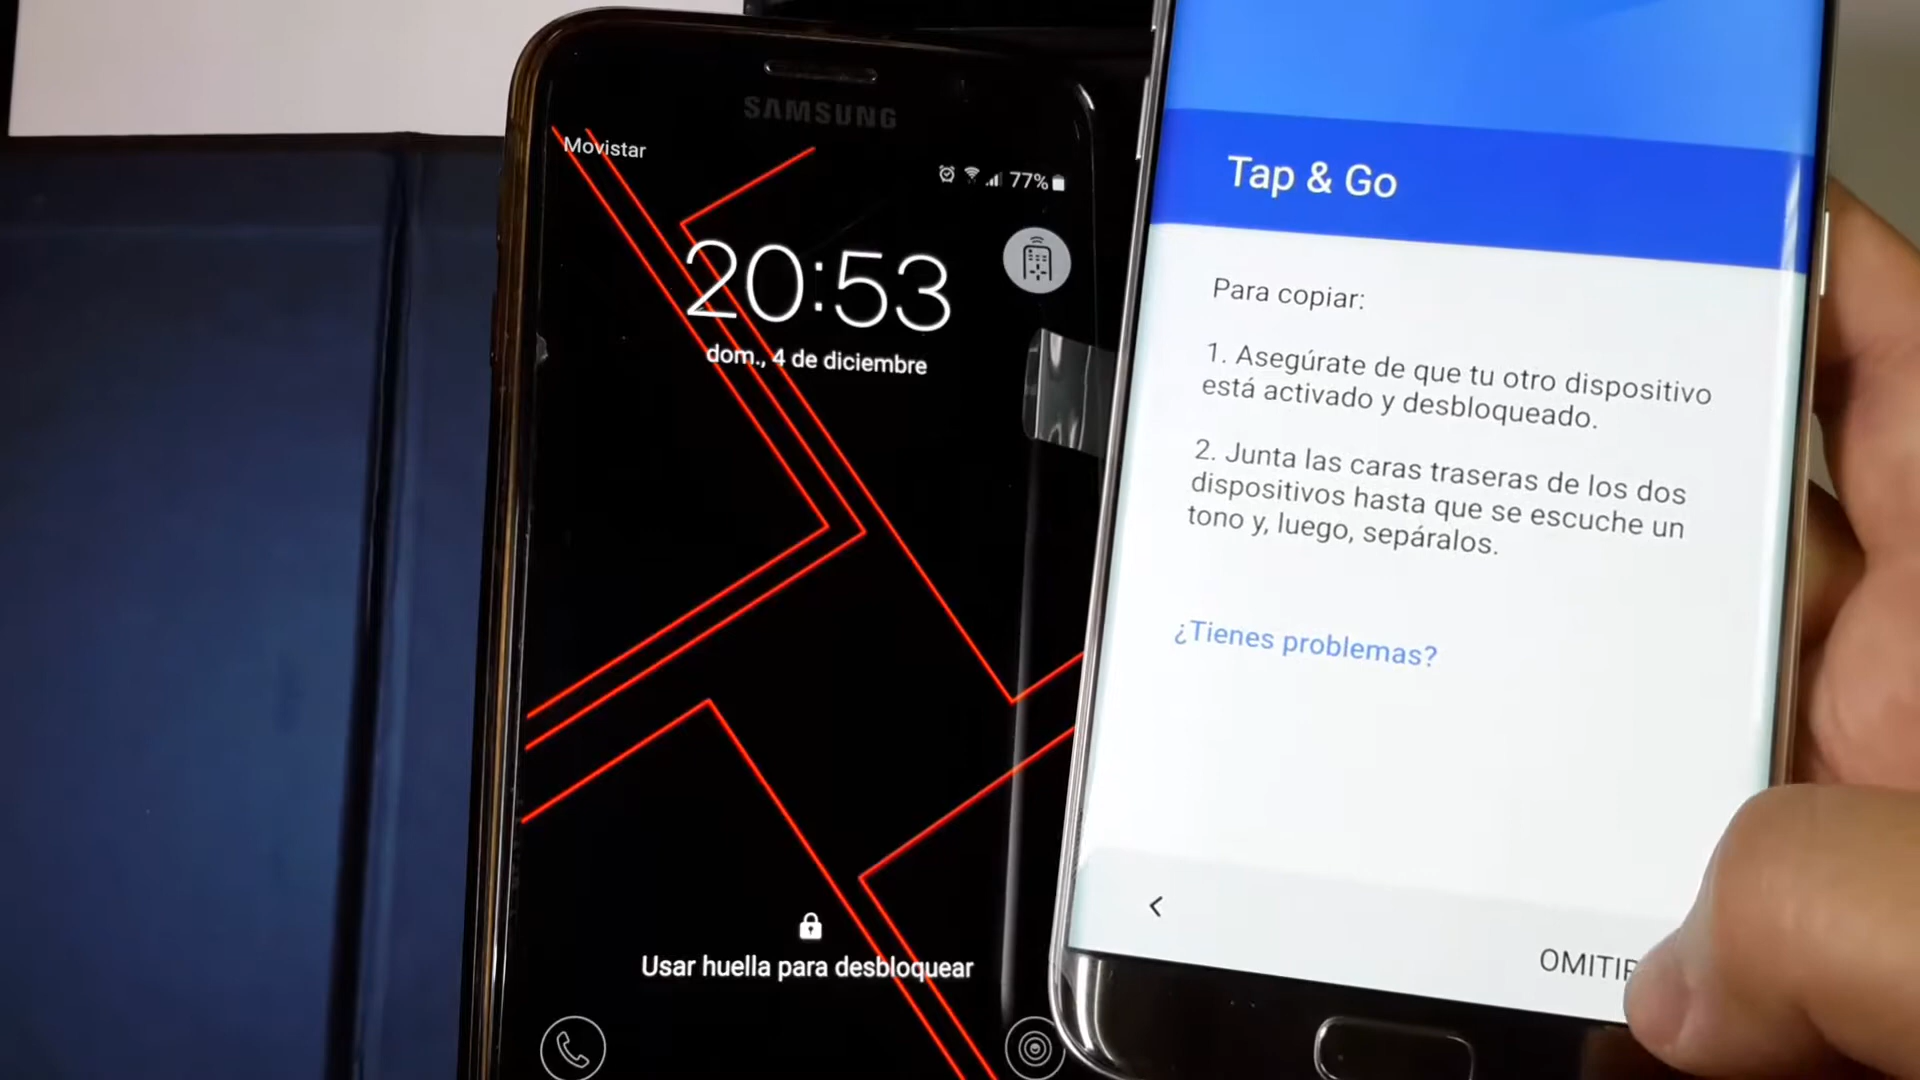 SAMSUNG
Movistar
77%
20:53
dom., 4 de diciembre
Usar huella para desbloquear
Tap & Go
Para copiar:
1. Asegúrate de que tu otro dispositivo
está activado y desbloqueado.
2. Junta las caras traseras de los dos
dispositivos hasta que se escuche un
tono y, luego, sepáralos.
¿Tienes problemas?
OMITIR